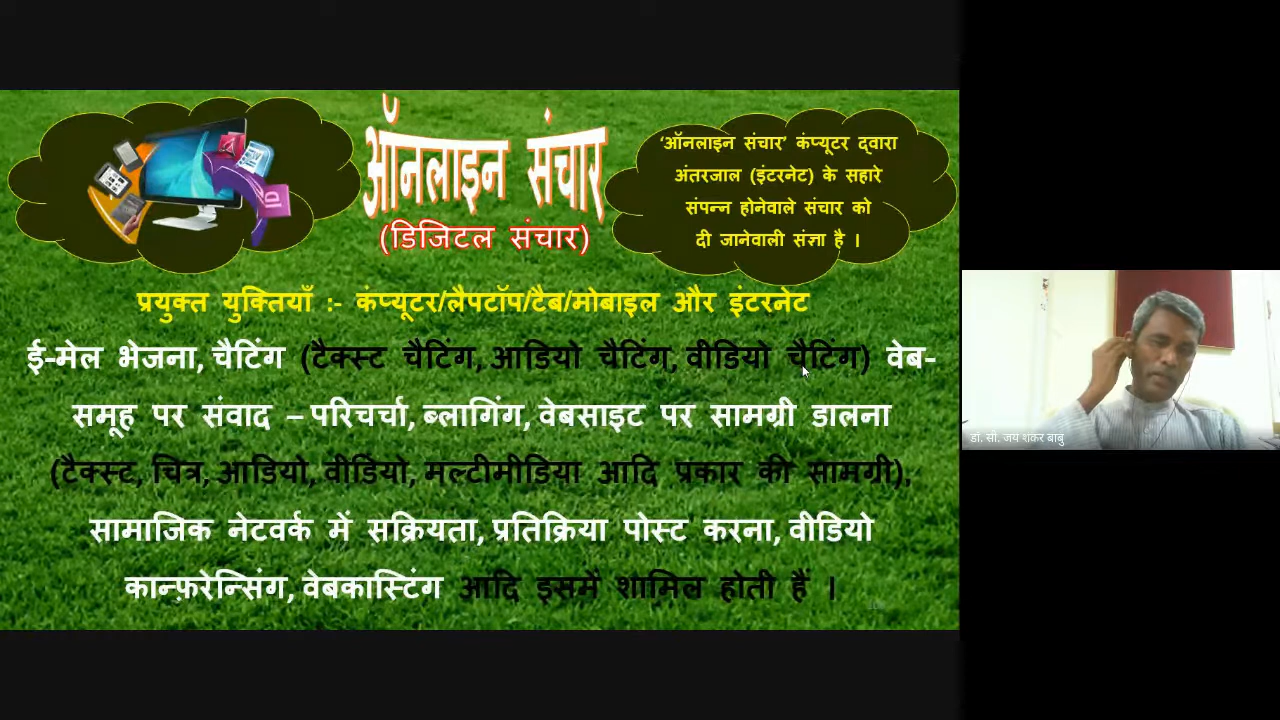 ऑनलाइन संचार
(डिजिटल संचार)
‘ऑनलाइन संचार’ कंप्यूटर द्वारा
अंतरजाल (इंटरनेट) के सहारे
संपन्न होनेवाले संचार को
दी जानेवाली संज्ञा है ।
प्रयुक्त युक्तियाँ :- कंप्यूटर/लैपटॉप/टैब/मोबाइल और इंटरनेट
ई-मेल भेजना, चैटिंग (टैक्स्ट चैटिंग, आडियो चैटिंग, वीडियो चैटिंग) वेब-
समूह पर संवाद – परिचर्चा, ब्लागिंग, वेबसाइट पर सामग्री डालना
(टैक्स्ट, चित्र, आडियो, वीडियो, मल्टीमीडिया आदि प्रकार की सामग्री),
सामाजिक नेटवर्क में सक्रियता, प्रतिक्रिया पोस्ट करना, वीडियो
कान्फ़रेन्सिंग, वेबकास्टिंग आदि इसमें शामिल होती हैं ।
डॉ. सी. जय शंकर बाबु